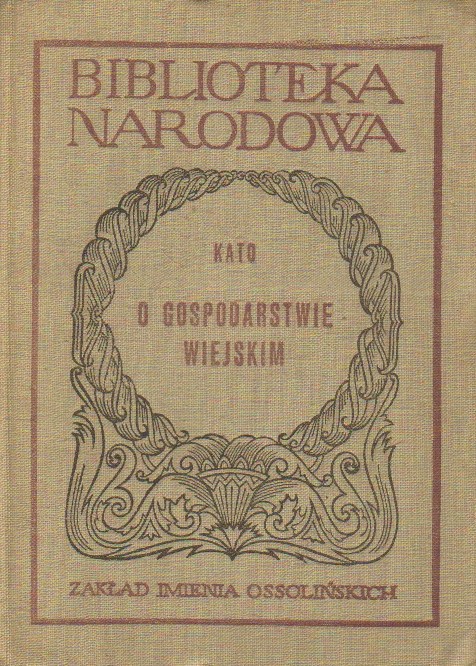 BIBLIOTEKA
NARODOWA
KATO
O GOSPODARSTWIE
WIEJSKIM
ZAKŁAD IMIENIA OSSOLIŃSKICH